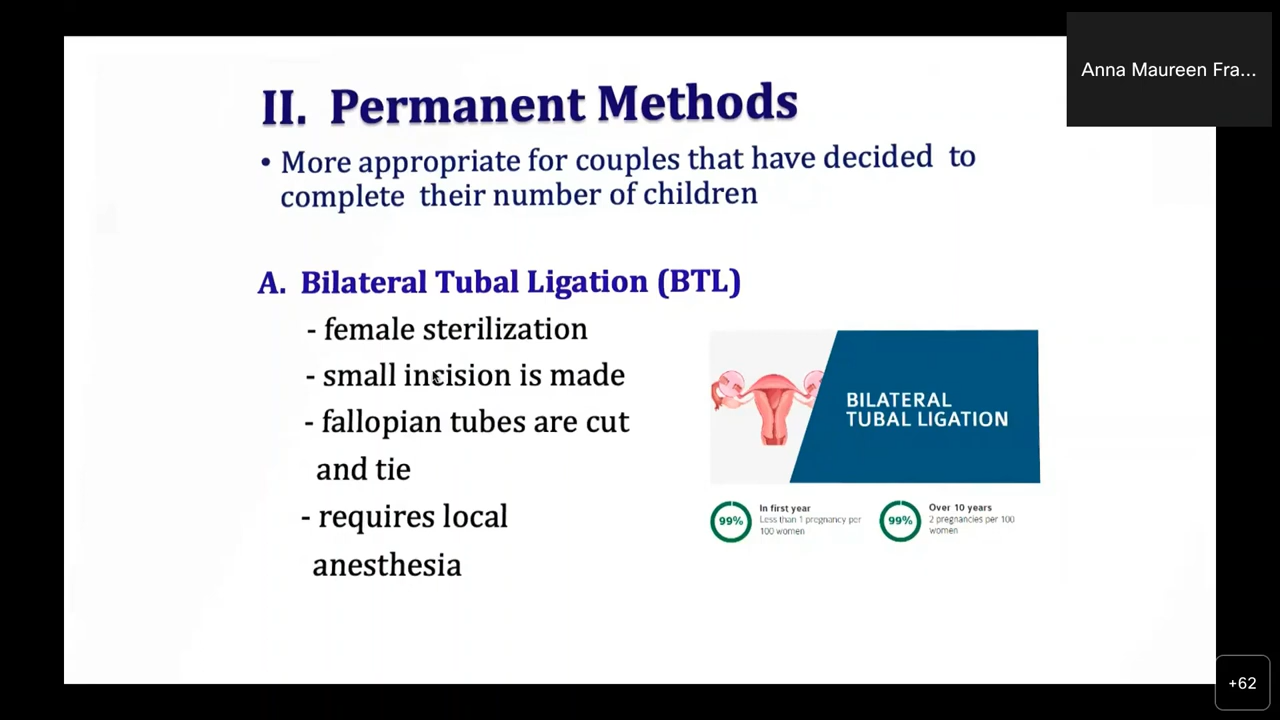 Anna Maureen Fra...
II. Permanent Methods
• More appropriate for couples that have decided to
complete their number of children
A. Bilateral Tubal Ligation (BTL)
- female sterilization
- small incision is made
- fallopian tubes are cut
and tie
- requires local
anesthesia
BILATERAL
TUBAL LIGATION
99%
In first year
Less than 1 pregnancy per
100 women
99%
Over 10 years
2 pregnancies per 100
women
+62